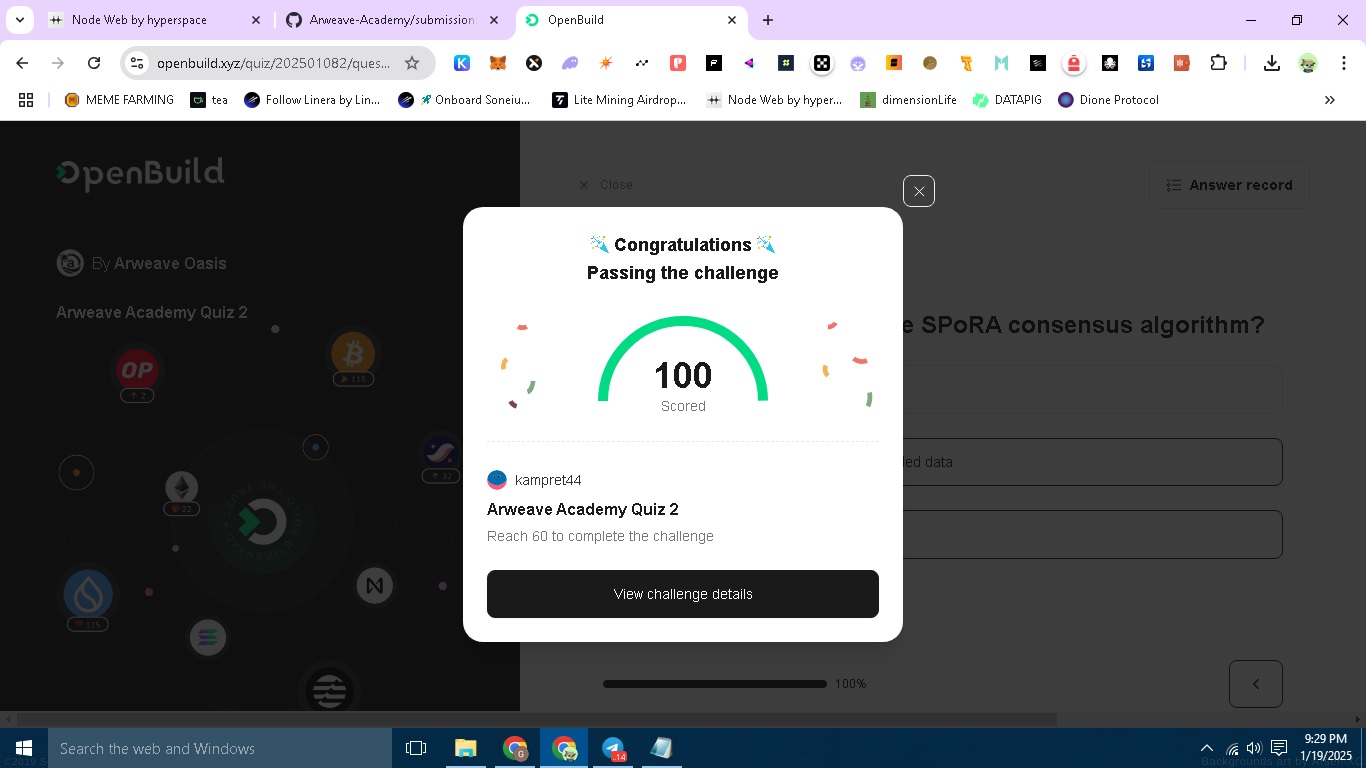 Node Web by hyperspace
Arweave-Academy/submission
OpenBuild
openbuild.xyz/quiz/202501082/ques...
MEME FARMING
tea
Follow Linera by Lin...
Onboard Soneiu...
Lite Mining Airdrop...
Node Web by hyper...
dimensionLife
DATAPIG
Dione Protocol
OpenBuild
Close
Answer record
By Arweave Oasis
Arweave Academy Quiz 2
e SPoRA consensus algorithm?
Congratulations
Passing the challenge
100
Scored
OP
2
115
32
22
115
led data
kampret44
Arweave Academy Quiz 2
Reach 60 to complete the challenge
View challenge details
100%
Search the web and Windows
G
14
9:29 PM
1/19/2025